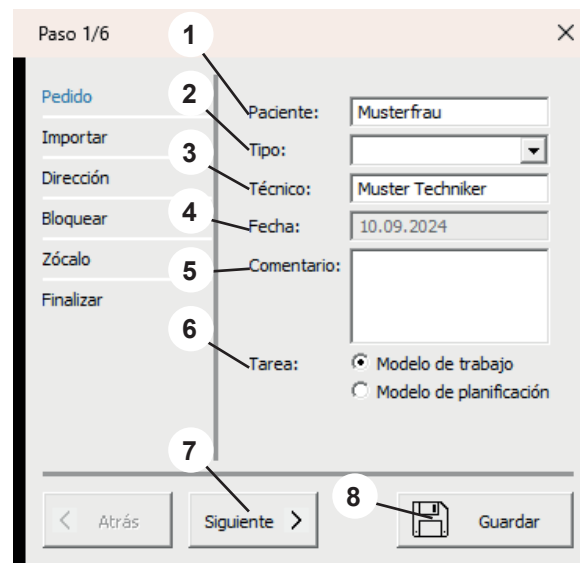 Paso 1/6
Pedido
Importar
Dirección
Bloquear
Zócalo
Finalizar
1
2
3
4
5
6
7
8
Paciente: Musterfrau
Tipo:
Técnico: Muster Techniker
Fecha: 10.09.2024
Comentario:
Tarea: Modelo de trabajo
Modelo de planificación
Atrás
Siguiente
Guardar